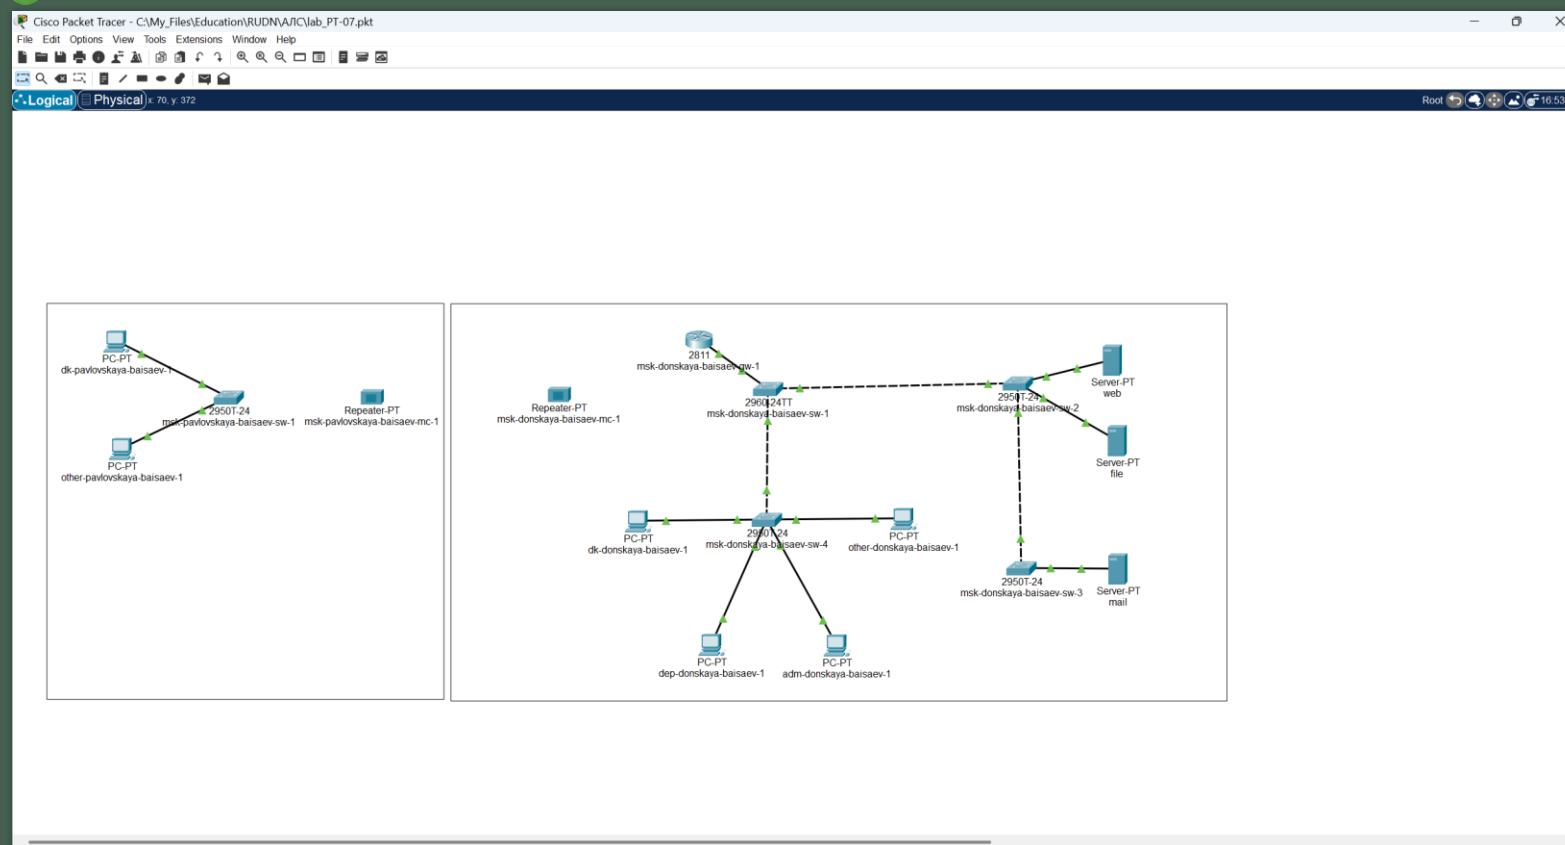 Cisco Packet Tracer - C:\My_Files\Education\RUDN\АЛС\lab_PT-07.pkt
File Edit Options View Tools Extensions Window Help
Logical Physical x: 70, y: 372
Root 16:53
PC-PT
dk-pavlovskaya-baisaev-1
2950T-24
msk-pavlovskaya-baisaev-sw-1
PC-PT
other-pavlovskaya-baisaev-1
Repeater-PT
msk-pavlovskaya-baisaev-mc-1
Repeater-PT
msk-donskaya-baisaev-mc-1
2811
msk-donskaya-baisaev-gw-1
2960-24TT
msk-donskaya-baisaev-sw-1
2950T-24
msk-donskaya-baisaev-sw-2
Server-PT
web
Server-PT
file
PC-PT
dk-donskaya-baisaev-1
2950T-24
msk-donskaya-baisaev-sw-4
PC-PT
other-donskaya-baisaev-1
2950T-24
msk-donskaya-baisaev-sw-3
Server-PT
mail
PC-PT
dep-donskaya-baisaev-1
PC-PT
adm-donskaya-baisaev-1